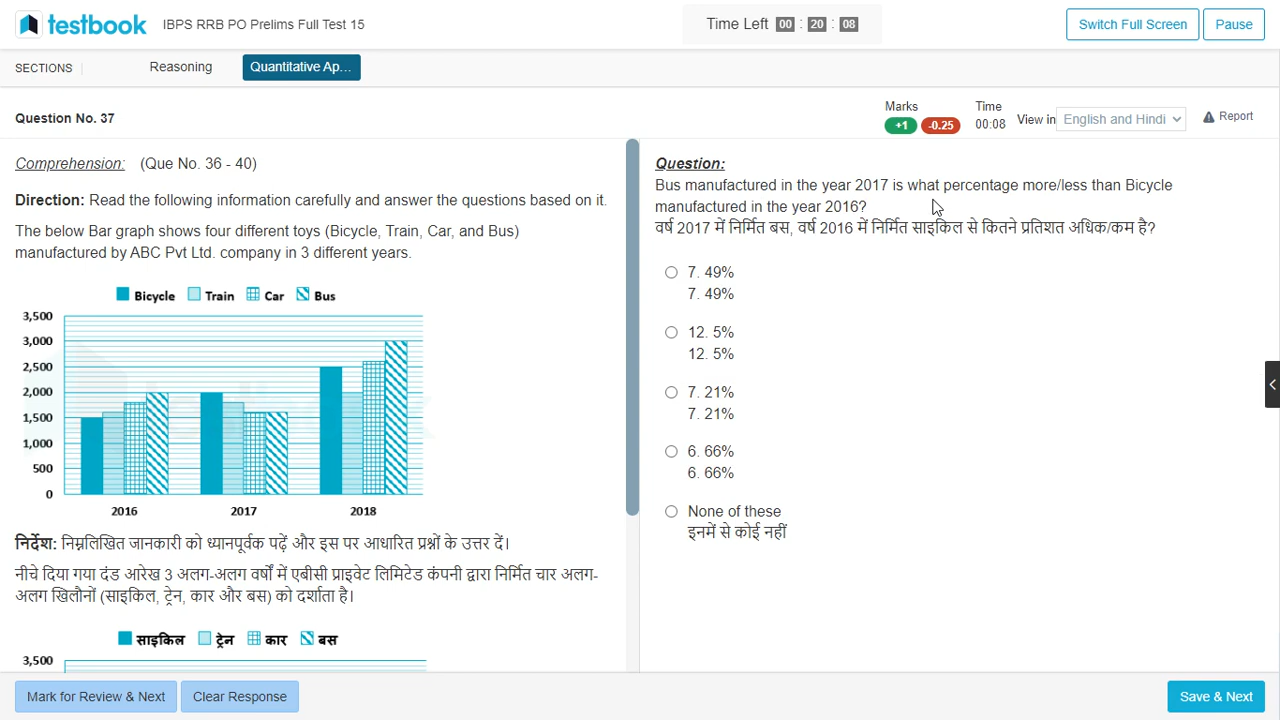 testbook IBPS RRB PO Prelims Full Test 15 Time Left 00 : 20 : 08 Switch Full Screen Pause
SECTIONS Reasoning Quantitative Ap...
Question No. 37 Marks +1 -0.25 Time 00:08 View in English and Hindi Report
Comprehension: (Que No. 36 - 40)
Direction: Read the following information carefully and answer the questions based on it.
The below Bar graph shows four different toys (Bicycle, Train, Car, and Bus)
manufactured by ABC Pvt Ltd. company in 3 different years.
Bicycle Train Car Bus
3,500
3,000
2,500
2,000
1,500
1,000
500
0
2016 2017 2018
निर्देश: निम्नलिखित जानकारी को ध्यानपूर्वक पढ़ें और इस पर आधारित प्रश्नों के उत्तर दें।
नीचे दिया गया दंड आरेख 3 अलग-अलग वर्षों में एबीसी प्राइवेट लिमिटेड कंपनी द्वारा निर्मित चार अलग-
अलग खिलौनों (साइकिल, ट्रेन, कार और बस) को दर्शाता है।
साइकिल ट्रेन कार बस
3,500
Question:
Bus manufactured in the year 2017 is what percentage more/less than Bicycle
manufactured in the year 2016?
वर्ष 2017 में निर्मित बस, वर्ष 2016 में निर्मित साइकिल से कितने प्रतिशत अधिक/कम है?
7. 49%
7. 49%
12. 5%
12. 5%
7. 21%
7. 21%
6. 66%
6. 66%
None of these
इनमें से कोई नहीं
Mark for Review & Next Clear Response Save & Next